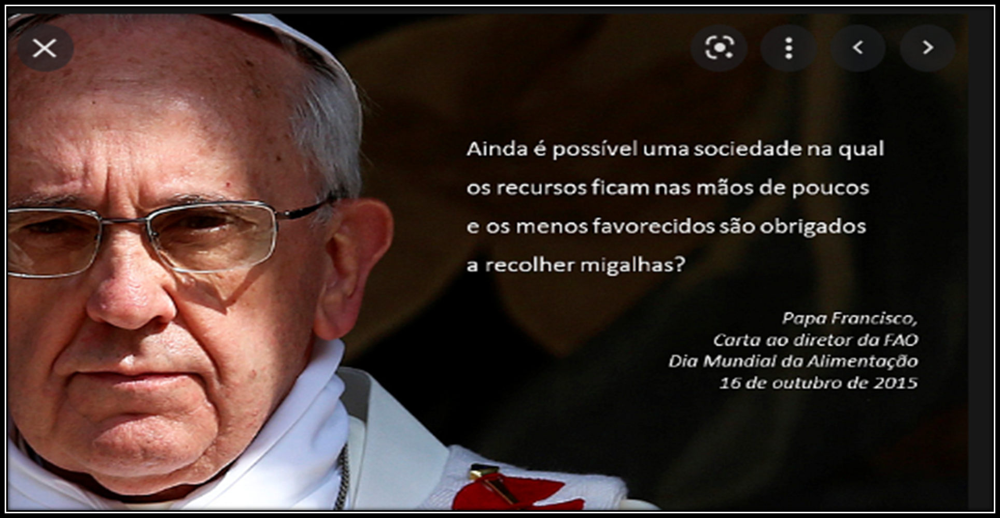 Ainda é possível uma sociedade na qual
os recursos ficam nas mãos de poucos
e os menos favorecidos são obrigados
a recolher migalhas?
Papa Francisco,
Carta ao diretor da FAO
Dia Mundial da Alimentação
16 de outubro de 2015